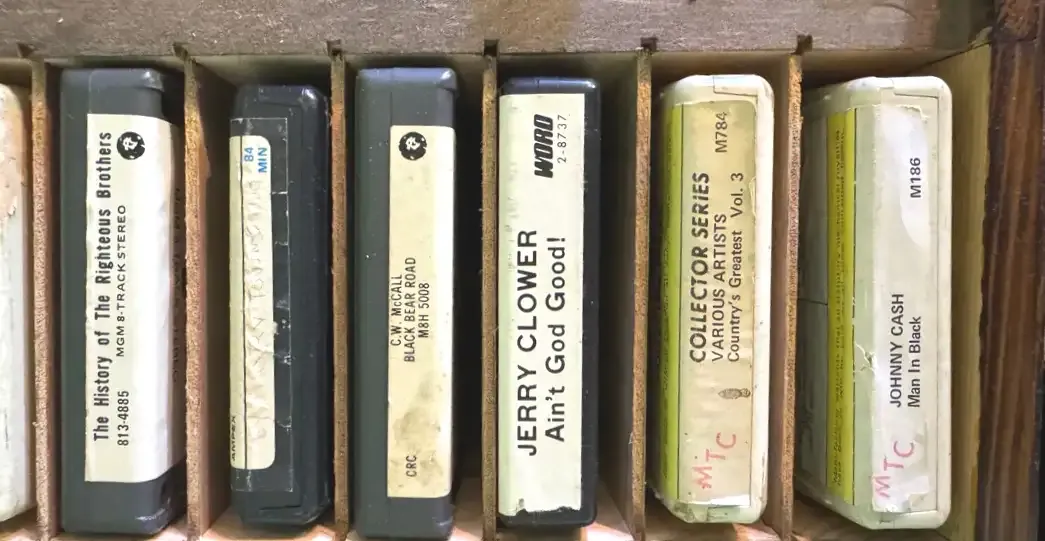 The History of The Righteous Brothers
MGM 8-TRACK STEREO
813-4885
84
MIN
AMPEX
C.W. McCALL
BLACK BEAR ROAD
M8H 5008
CRC
WORD
2-8737
JERRY CLOWER
Ain't God Good!
COLLECTOR SERIES
VARIOUS ARTISTS M784
Country's Greatest Vol. 3
MTC
M186
JOHNNY CASH
Man In Black
MTC